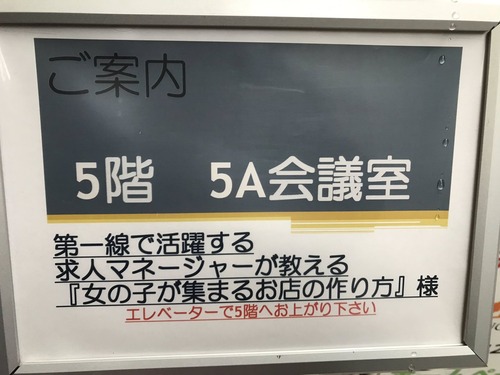 ご案内
5階 5A会議室
第一線で活躍する
求人マネージャーが教える
『女の子が集まるお店の作り方』様
エレベーターで5階へお上がり下さい